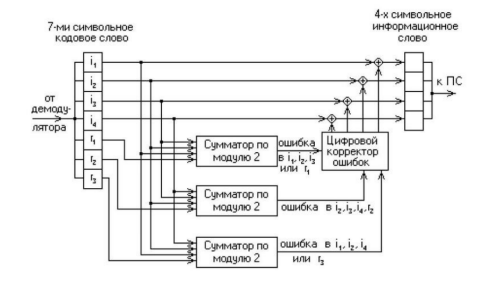 7-ми символьное
кодовое слово
4-х символьное
информационное
слово
i₁
i₂
i₃
i₄
r₁
r₂
r₃
от
демоду-
лятора
к ПС
Сумматор по
модулю 2
ошибка
в i₁, i₂, i₃
или r₁
Цифровой
корректор
ошибок
Сумматор по
модулю 2
ошибка в i₂, i₃, i₄, r₂
Сумматор по
модулю 2
ошибка в i₁, i₂, i₄
или r₃